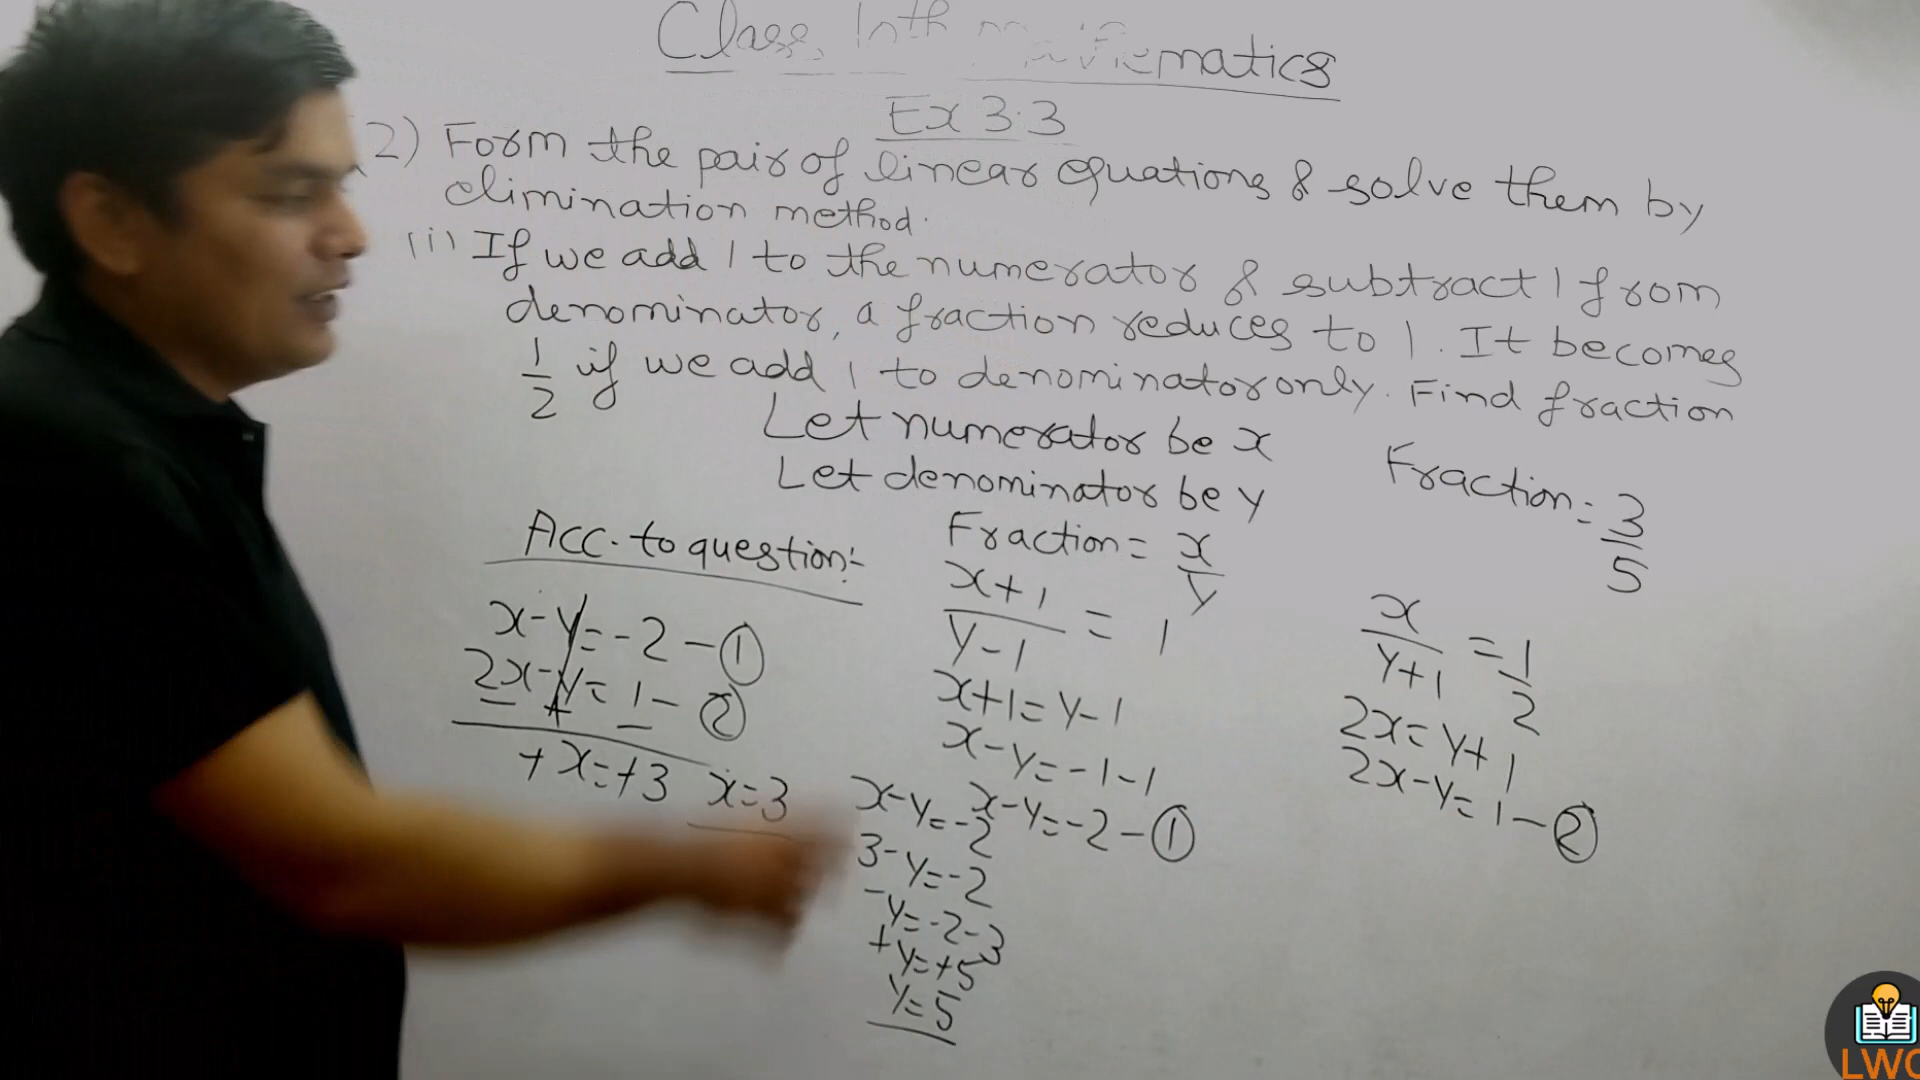 Class 10th mathematics
Ex 3.3
2) Form the pair of linear equations & solve them by
elimination method.
(i) If we add 1 to the numerator & subtract 1 from
denominator, a fraction reduces to 1. It becomes
1/2 if we add 1 to denominator only. Find fraction
Let numerator be x
Let denominator be y
Fraction = x/y
Acc. to question:-
x-y=-2-①
2x-y=1-②
- + -
+x=+3
x=3
x+1/y-1 = 1
x+1=y-1
x-y=-1-1
x-y=-2-①
x-y=-2
3-y=-2
-y=-2-3
+y=+5
y=5
Fraction = 3/5
x/y+1 = 1/2
2x=y+1
2x-y=1-②